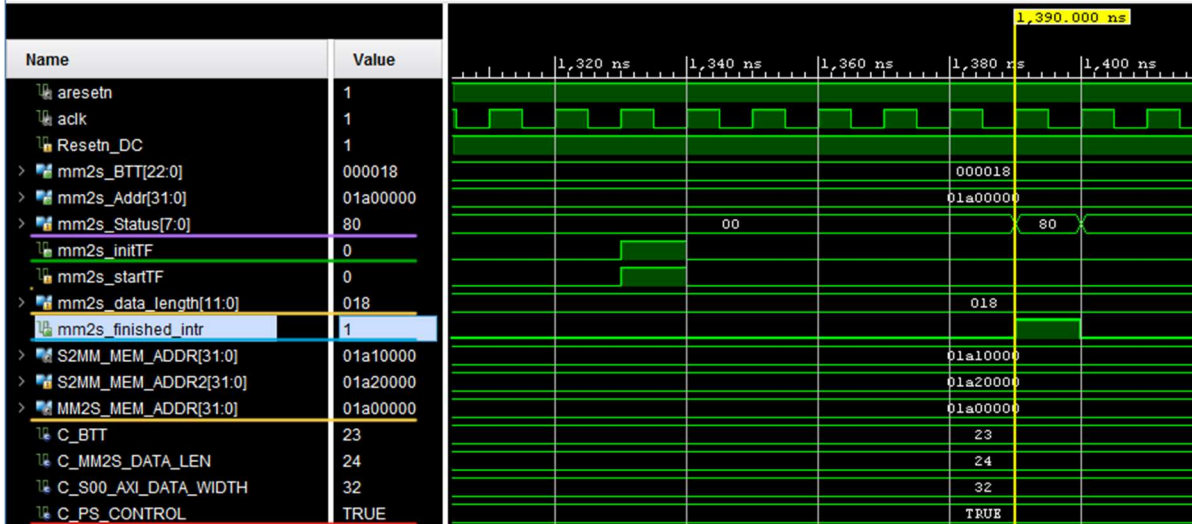 1,390.000 ns
Name Value 1,320 ns 1,340 ns 1,360 ns 1,380 ns 1,400 ns
aresetn 1
aclk 1
Resetn_DC 1
> mm2s_BTT[22:0] 000018 000018
> mm2s_Addr[31:0] 01a00000 01a00000
> mm2s_Status[7:0] 80 00 80
mm2s_initTF 0
mm2s_startTF 0
> mm2s_data_length[11:0] 018 018
mm2s_finished_intr 1
> S2MM_MEM_ADDR[31:0] 01a10000 01a10000
> S2MM_MEM_ADDR2[31:0] 01a20000 01a20000
> MM2S_MEM_ADDR[31:0] 01a00000 01a00000
C_BTT 23 23
C_MM2S_DATA_LEN 24 24
C_S00_AXI_DATA_WIDTH 32 32
C_PS_CONTROL TRUE TRUE